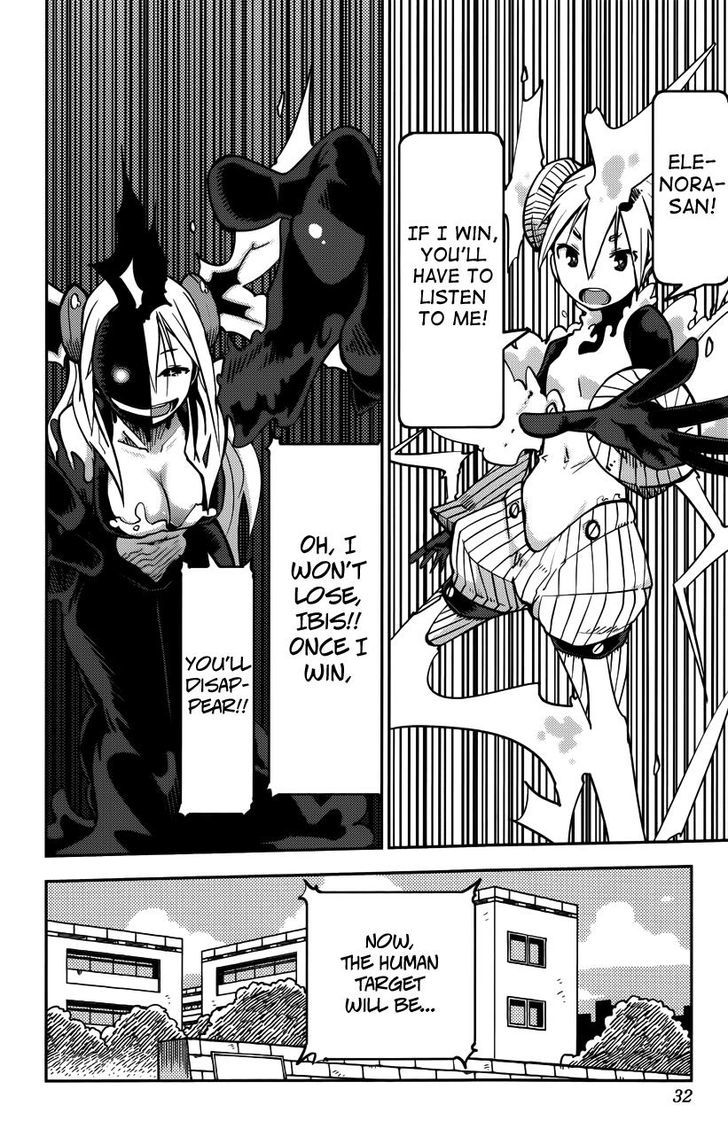 ELE-
NORA-
SAN!
IF I WIN,
YOU'LL
HAVE TO
LISTEN
TO ME!
OH, I
WON'T
LOSE,
IBIS!!
ONCE I
WIN,
YOU'LL
DISAP-
PEAR!!
NOW,
THE HUMAN
TARGET
WILL BE...
32